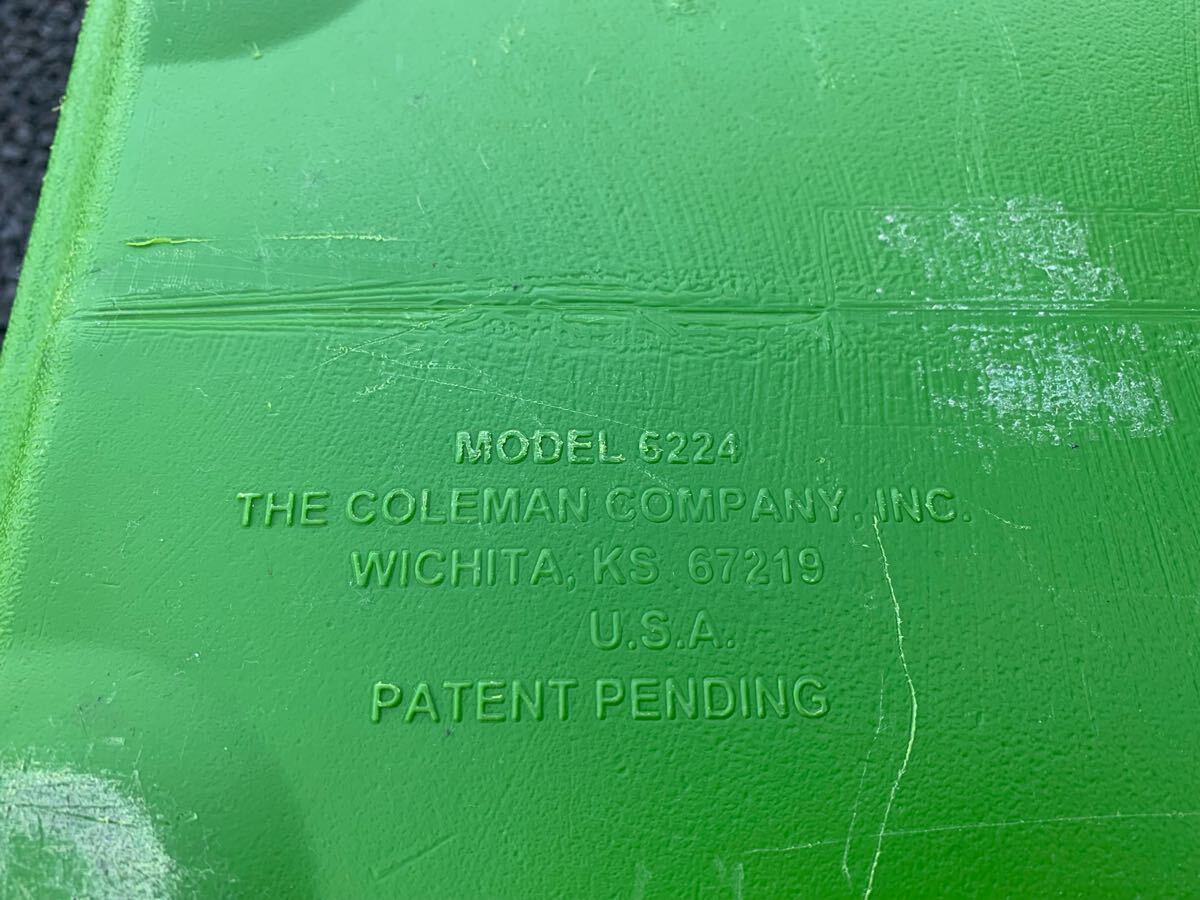 MODEL 6224
THE COLEMAN COMPANY, INC.
WICHITA, KS 67219
U.S.A.
PATENT PENDING